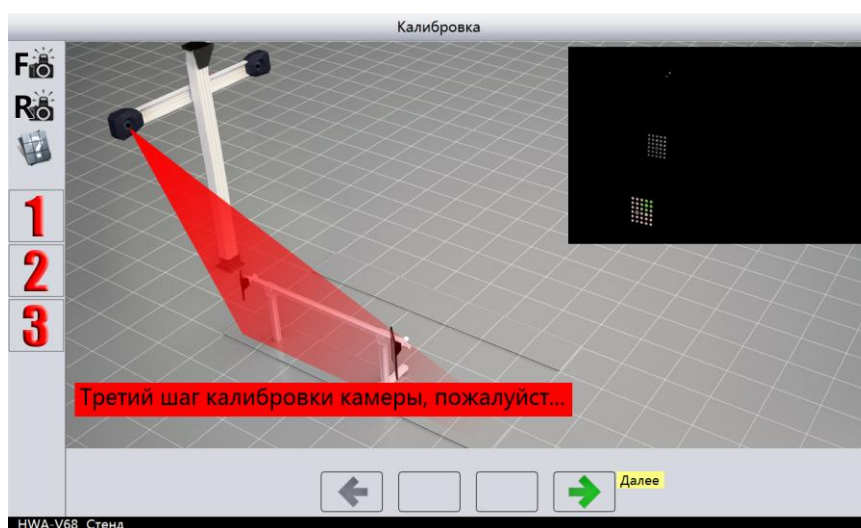 Калибровка
F
R
1
2
3
Третий шаг калибровки камеры, пожалуйст...
Далее
HWA-V68 Стенд